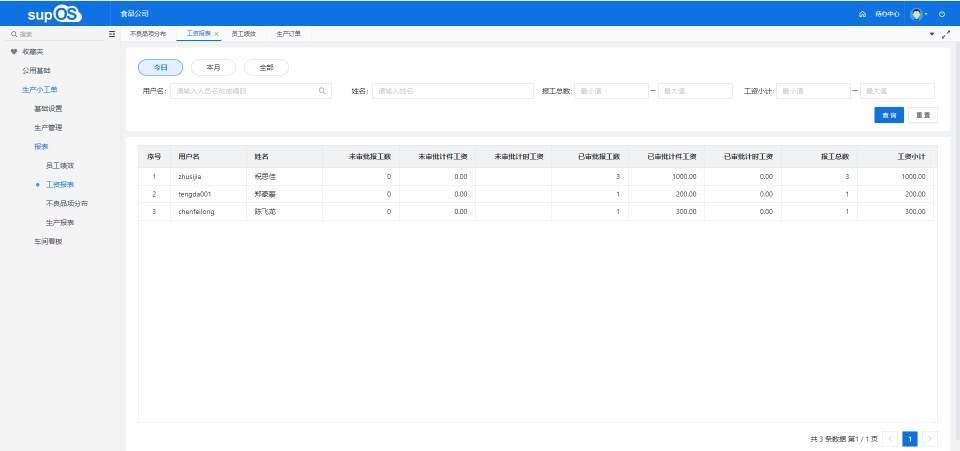 supOS
食品公司
待办中心
搜索
不良品项分布
工资报表
员工绩效
生产订单
收藏夹
公用基础
生产小工单
基础设置
生产管理
报表
员工绩效
工资报表
不良品项分布
生产报表
车间看板
今日 本月 全部
用户名: 请输入人员名称或编码 姓名: 请输入姓名 报工总数: 最小值 — 最大值 工资小计: 最小值 — 最大值
查询 重置
序号 用户名 姓名 未审批报工数 未审批计件工资 未审批计时工资 已审批报工数 已审批计件工资 已审批计时工资 报工总数 工资小计
1 zhusijia 祝思佳 0 0.00 3 1000.00 0.00 3 1000.00
2 tengda001 0 0.00 1 200.00 0.00 1 200.00
3 chenfeilong 陈飞龙 0 0.00 1 300.00 0.00 1 300.00
共 3 条数据 第1 / 1 页 < 1 >